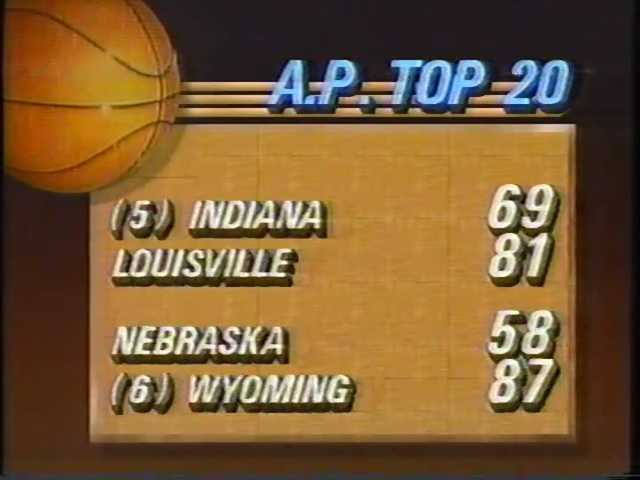 A.P. TOP 20
(5) INDIANA 69
LOUISVILLE 81
NEBRASKA 58
(6) WYOMING 87